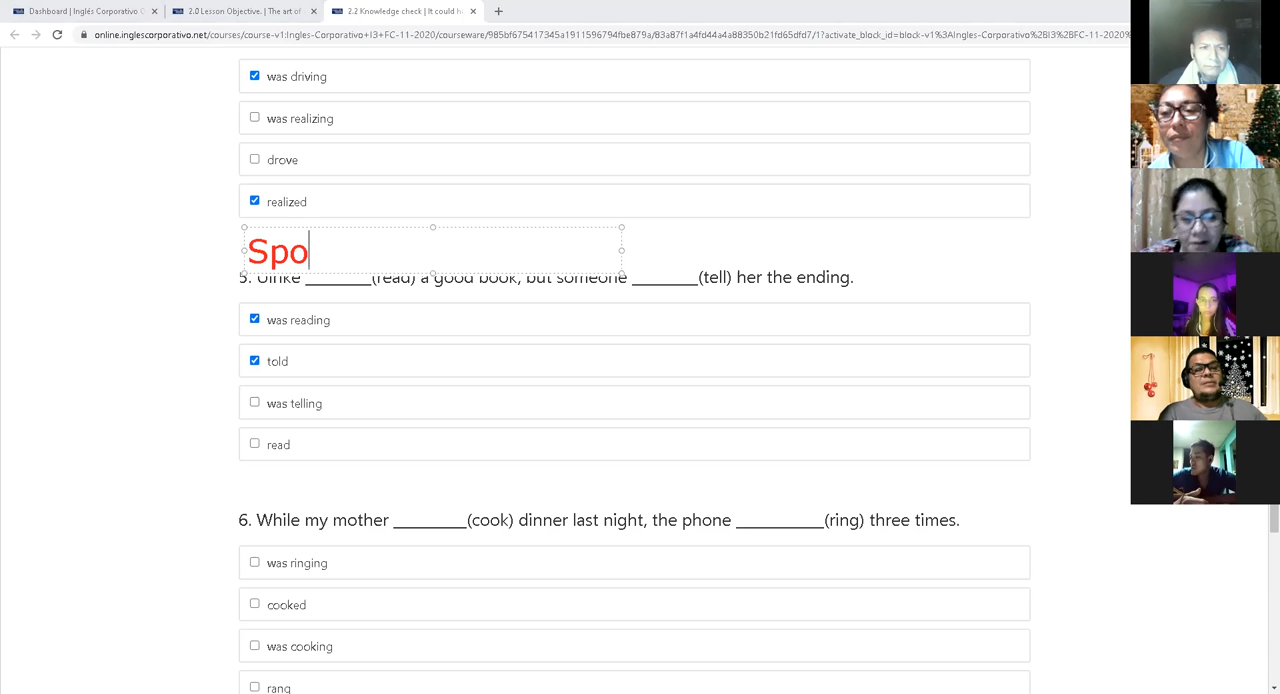 Dashboard | Inglés Corporativo O
2.0 Lesson Objective. | The art of
2.2 Knowledge check | It could h
online.inglescorporativo.net/courses/course-v1:Ingles-Corporativo+I3+FC-11-2020/courseware/985bf675417345a1911596794fbe879a/83a87f1a4fd44a4a88350b21fd65dfd7/1?activate_block_id=block-v1%3AIngles-Corporativo%2BI3%2BFC-11-2020%
was driving
was realizing
drove
realized
Spo
5. Ulrike ________(read) a good book, but someone ________(tell) her the ending.
was reading
told
was telling
read
6. While my mother _________(cook) dinner last night, the phone ___________(ring) three times.
was ringing
cooked
was cooking
rang